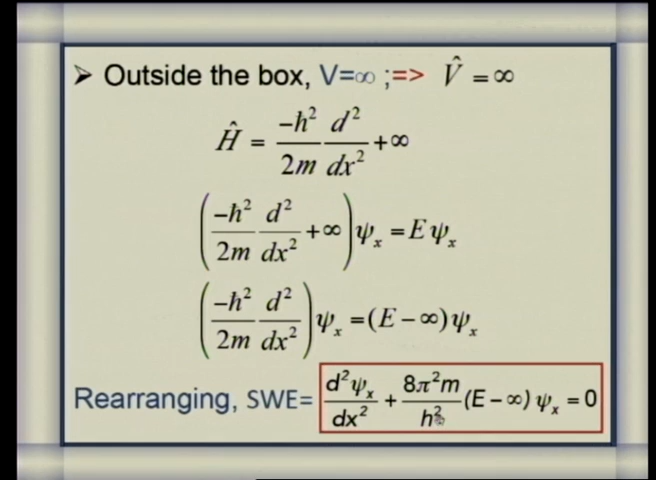 ➤ Outside the box, V=∞ ;=> V̂ = ∞
Ĥ = -ħ²/2m d²/dx² +∞
(-ħ²/2m d²/dx² +∞)ψₓ =Eψₓ
(-ħ²/2m d²/dx²)ψₓ =(E-∞)ψₓ
Rearranging, SWE= d²ψₓ/dx² + 8π²m/h² (E-∞) ψₓ =0